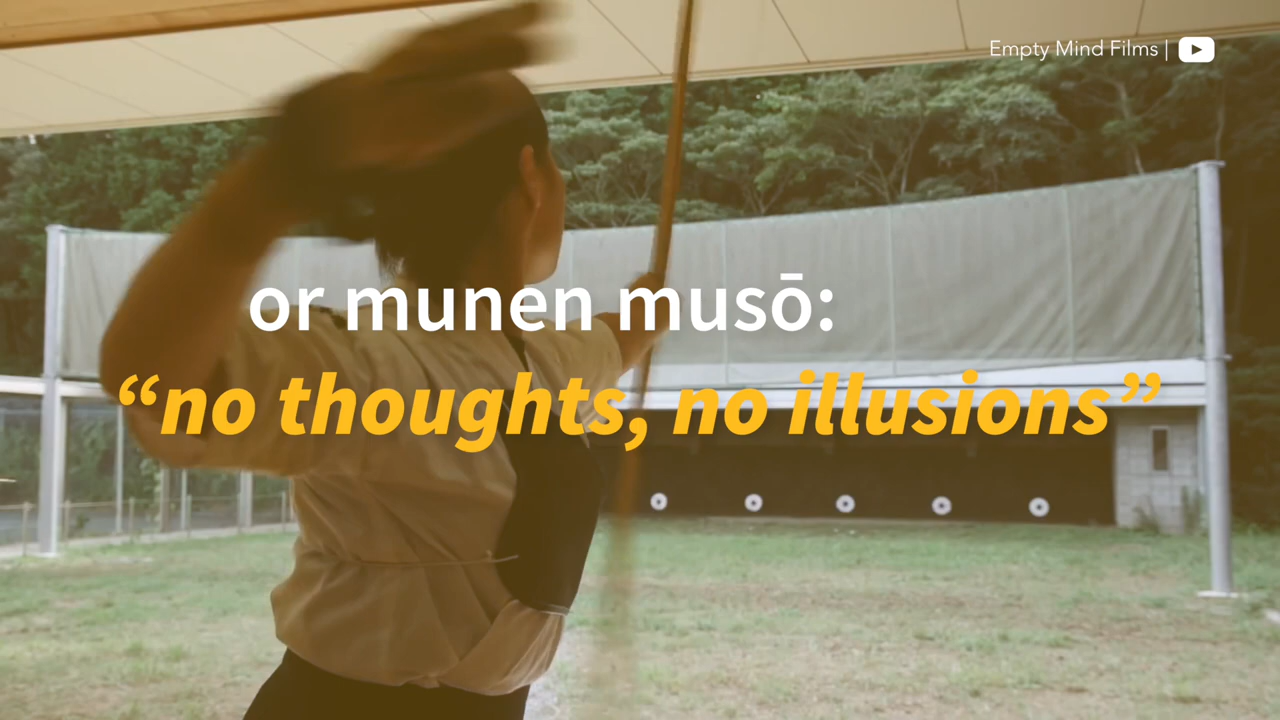 Empty Mind Films |
or munen musō:
“no thoughts, no illusions”